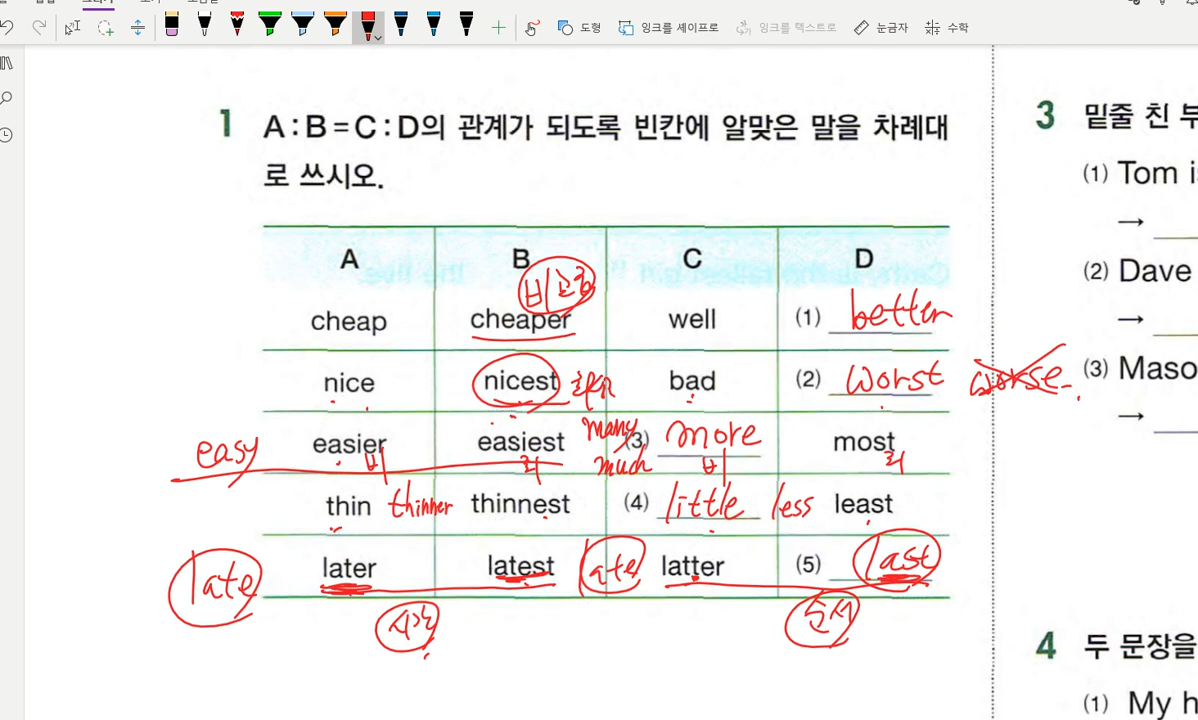 도형
잉크를 셰이프로
잉크를 텍스트로
눈금자
수학
1 A : B = C : D의 관계가 되도록 빈칸에 알맞은 말을 차례대
로 쓰시오.
A B C D
비교급
cheap cheaper well (1) better
nice nicest bad (2) worst worse
easy easier easiest many much (3) more most
비 최 비 최
thin thinner thinnest (4) little less least
late later latest late latter (5) last
시간 순서
3 밑줄 친
(1) Tom
→
(2) Dave
→
(3) Maso
→
4 두 문장을
(1) My h